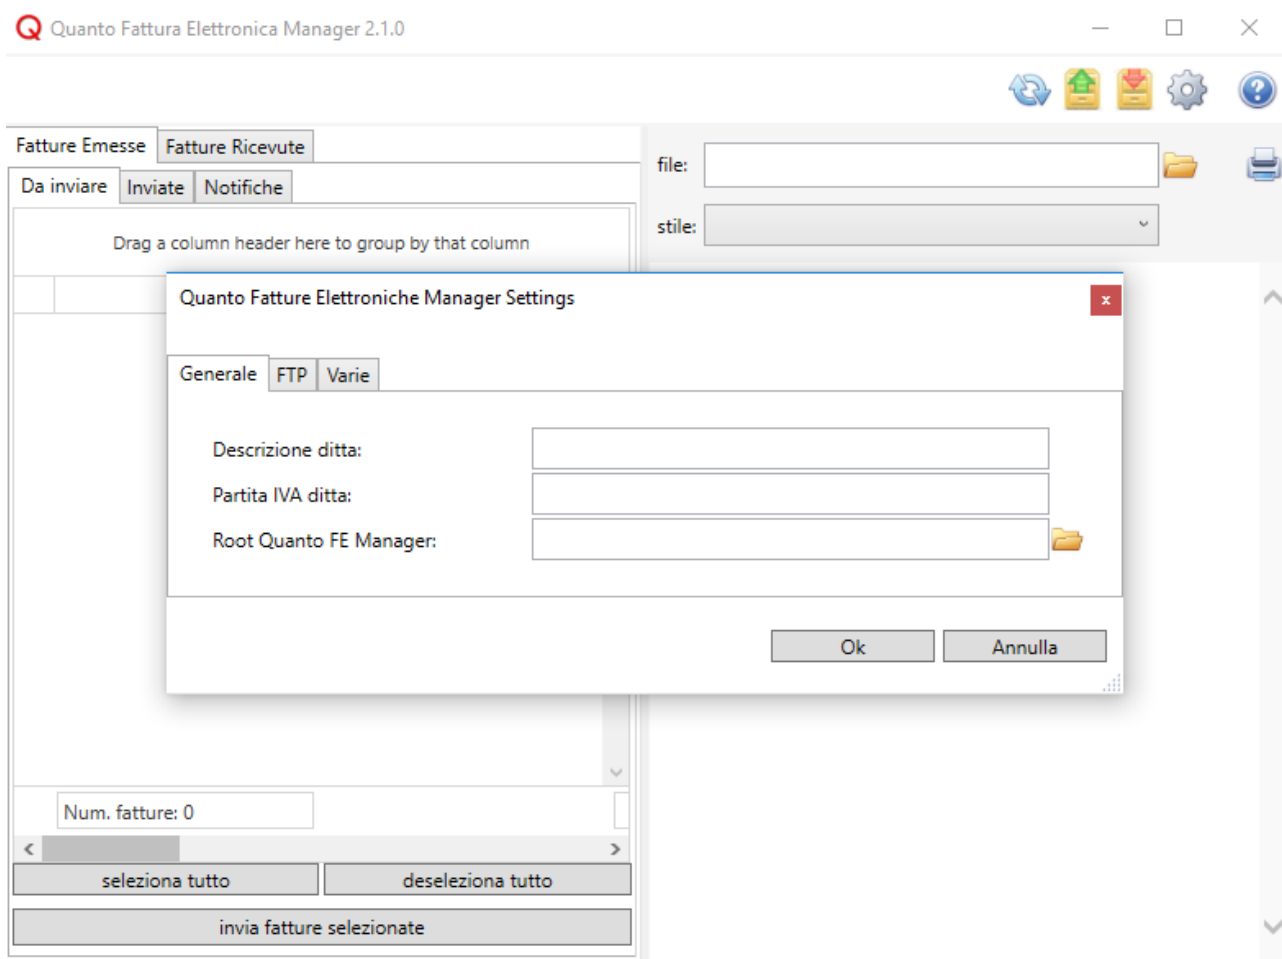 Quanto Fattura Elettronica Manager 2.1.0
Fatture Emesse
Fatture Ricevute
Da inviare
Inviate
Notifiche
Drag a column header here to group by that column
file:
stile:
Quanto Fatture Elettroniche Manager Settings
x
Generale
FTP
Varie
Descrizione ditta:
Partita IVA ditta:
Root Quanto FE Manager:
Ok
Annulla
Num. fatture: 0
seleziona tutto
deseleziona tutto
invia fatture selezionate